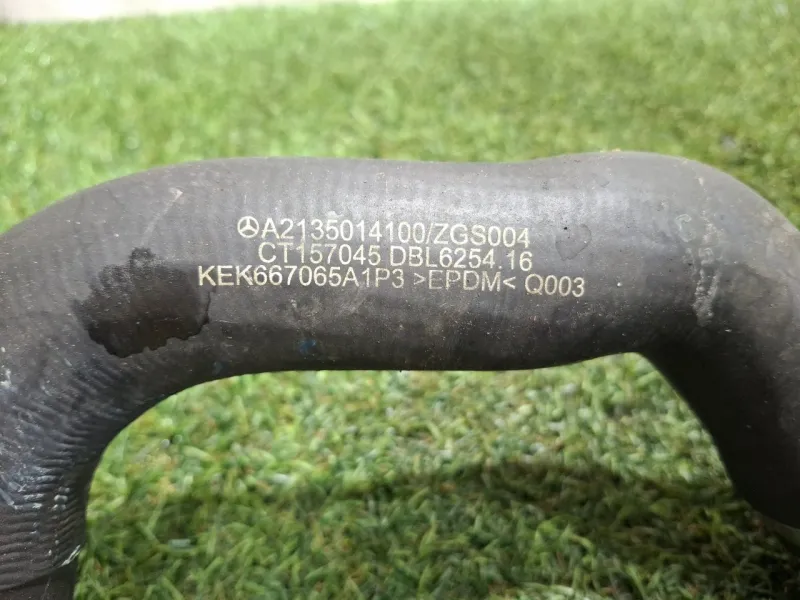 A2135014100/ZGS004
CT157045 DBL6254.16
KEK667065A1P3 >EPDM< Q003